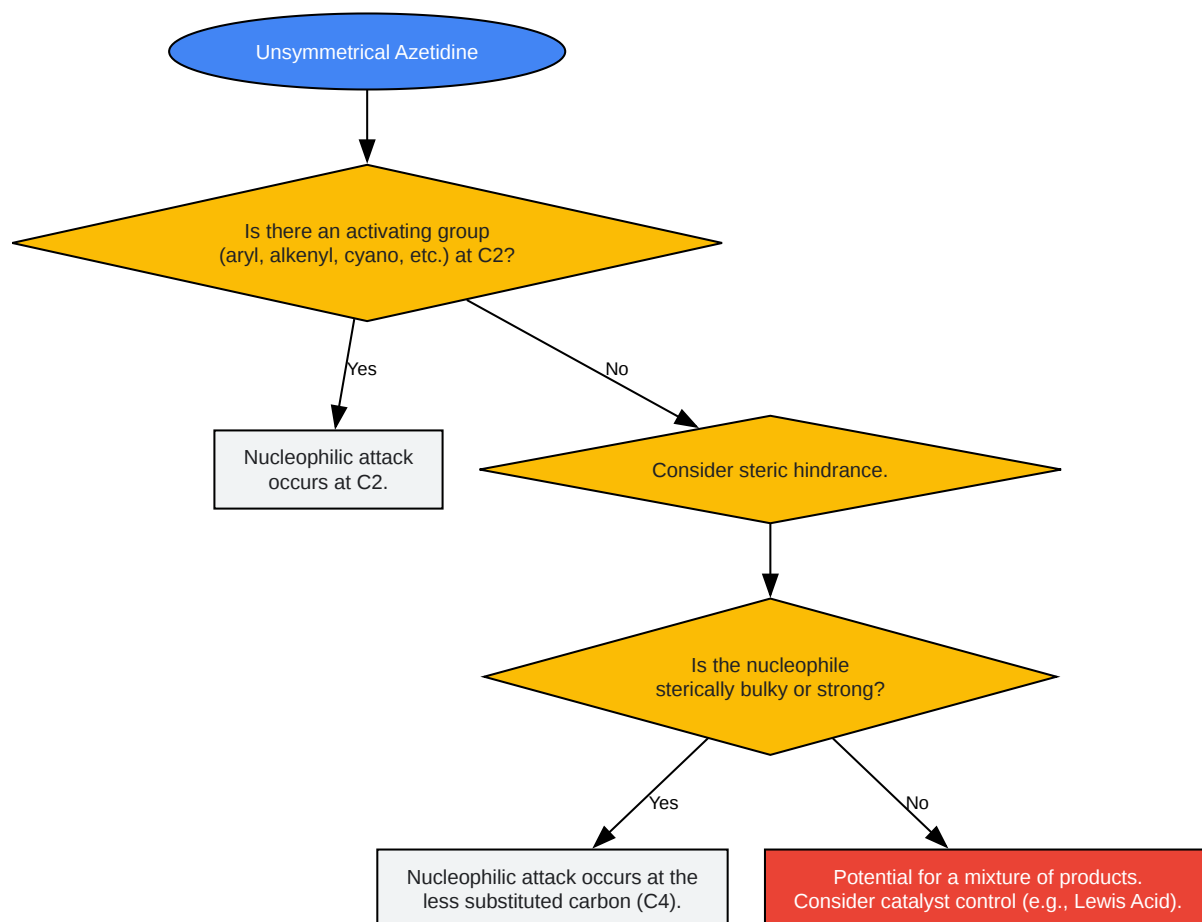 Unsymmetrical Azetidine
Is there an activating group
(aryl, alkenyl, cyano, etc.) at C2?
Yes
No
Nucleophilic attack
occurs at C2.
Consider steric hindrance.
Is the nucleophile
sterically bulky or strong?
Yes
No
Nucleophilic attack occurs at the
less substituted carbon (C4).
Potential for a mixture of products.
Consider catalyst control (e.g., Lewis Acid).